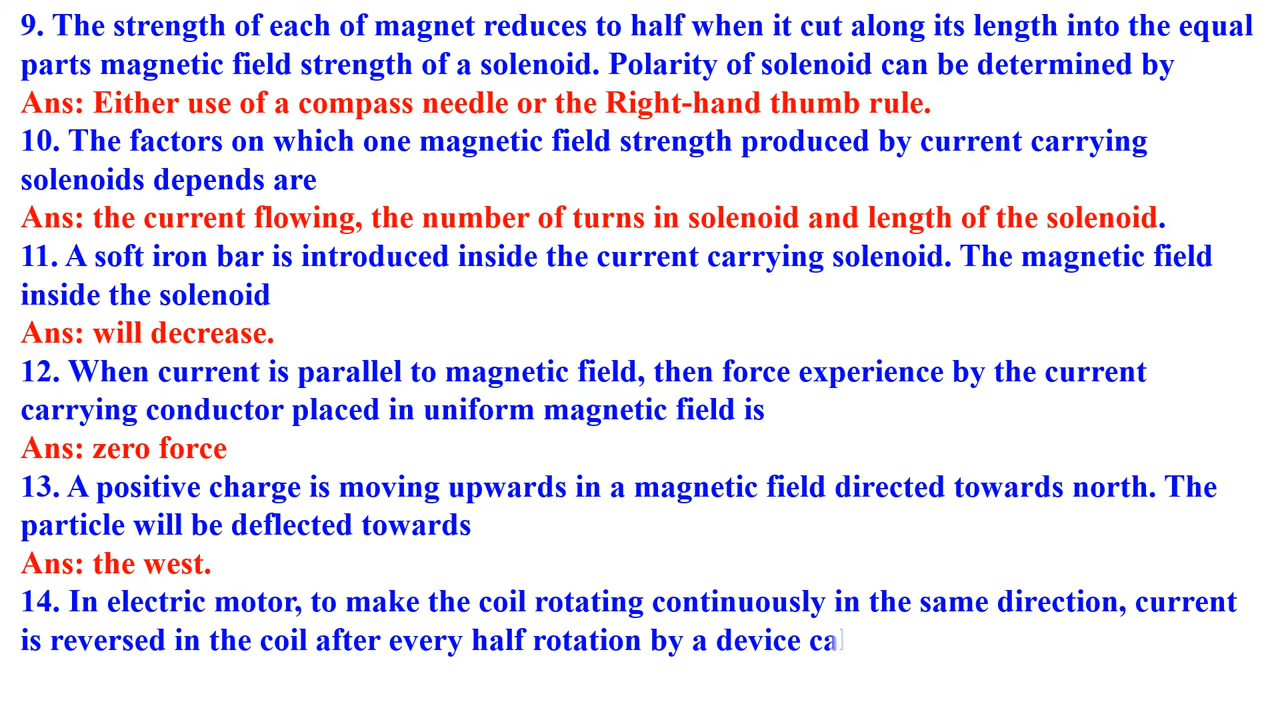 9. The strength of each of magnet reduces to half when it cut along its length into the equal
parts magnetic field strength of a solenoid. Polarity of solenoid can be determined by
Ans: Either use of a compass needle or the Right-hand thumb rule.
10. The factors on which one magnetic field strength produced by current carrying
solenoids depends are
Ans: the current flowing, the number of turns in solenoid and length of the solenoid.
11. A soft iron bar is introduced inside the current carrying solenoid. The magnetic field
inside the solenoid
Ans: will decrease.
12. When current is parallel to magnetic field, then force experience by the current
carrying conductor placed in uniform magnetic field is
Ans: zero force
13. A positive charge is moving upwards in a magnetic field directed towards north. The
particle will be deflected towards
Ans: the west.
14. In electric motor, to make the coil rotating continuously in the same direction, current
is reversed in the coil after every half rotation by a device